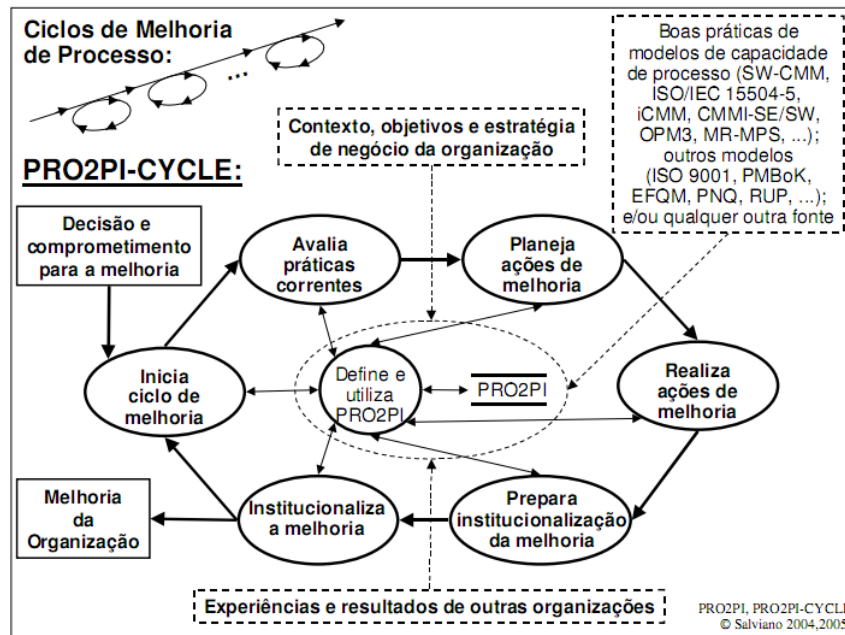 Ciclos de Melhoria
de Processo:
...
Boas práticas de
modelos de capacidade
de processo (SW-CMM,
ISO/IEC 15504-5,
iCMM, CMMI-SE/SW,
OPM3, MR-MPS, ...);
outros modelos
(ISO 9001, PMBoK,
EFQM, PNQ, RUP, ...);
e/ou qualquer outra fonte
Contexto, objetivos e estratégia
de negócio da organização
PRO2PI-CYCLE:
Decisão e
comprometimento
para a melhoria
Avalia
práticas
correntes
Planeja
ações de
melhoria
Inicia
ciclo de
melhoria
Define e
utiliza
PRO2PI
PRO2PI
Realiza
ações de
melhoria
Melhoria
da
Organização
Institucionaliza
a melhoria
Prepara
institucionalização
da melhoria
Experiências e resultados de outras organizações
PRO2PI, PRO2PI-CYCLE
© Salviano 2004,2005